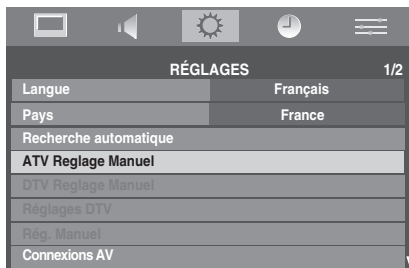 RÉGLAGES 1/2
Langue Français
Pays France
Recherche automatique
ATV Reglage Manuel
DTV Reglage Manuel
Réglages DTV
Rég. Manuel
Connexions AV